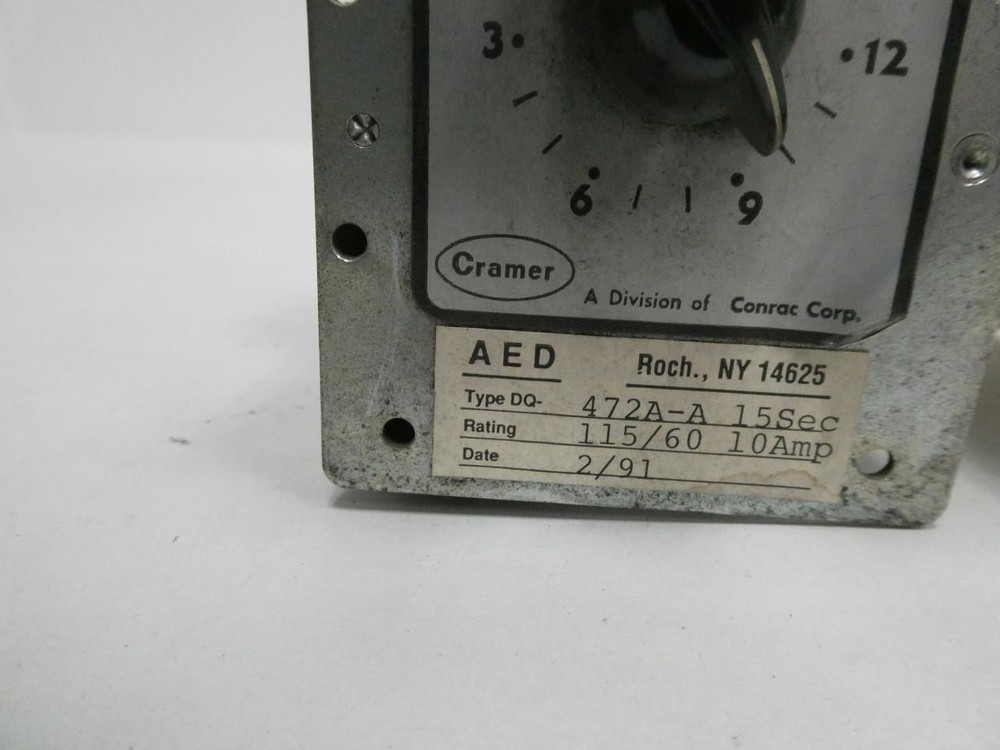 3
12
6
9
Cramer
A Division of Conrac Corp.
AED Roch., NY 14625
Type DQ- 472A-A 15Sec
Rating 115/60 10Amp
Date 2/91